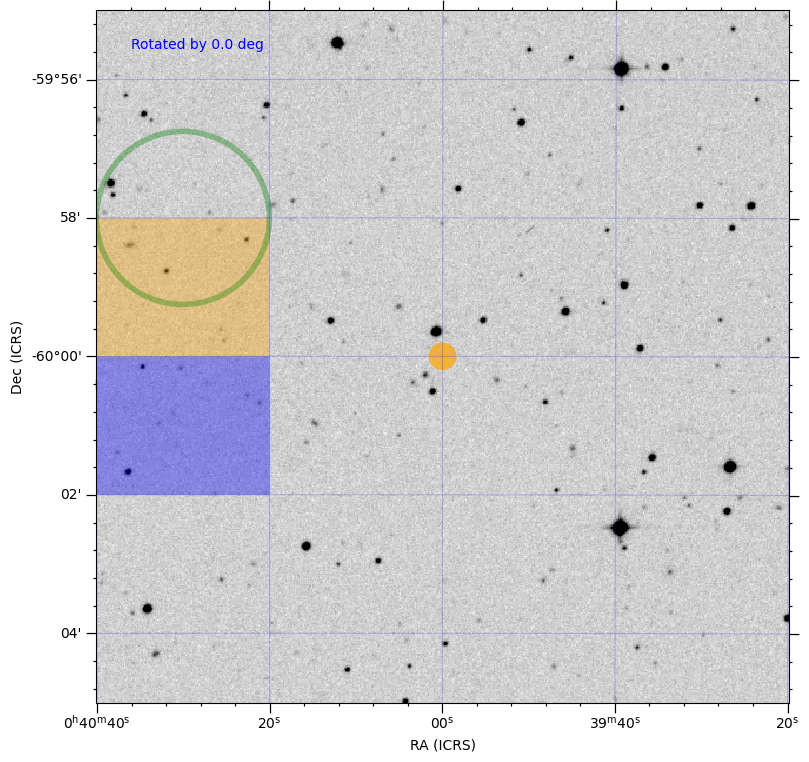 Rotated by 0.0 deg
-59°56'
58'
-60°00'
02'
04'
Dec (ICRS)
0ʰ40ᵐ40ˢ 20ˢ 00ˢ 39ᵐ40ˢ 20ˢ
RA (ICRS)